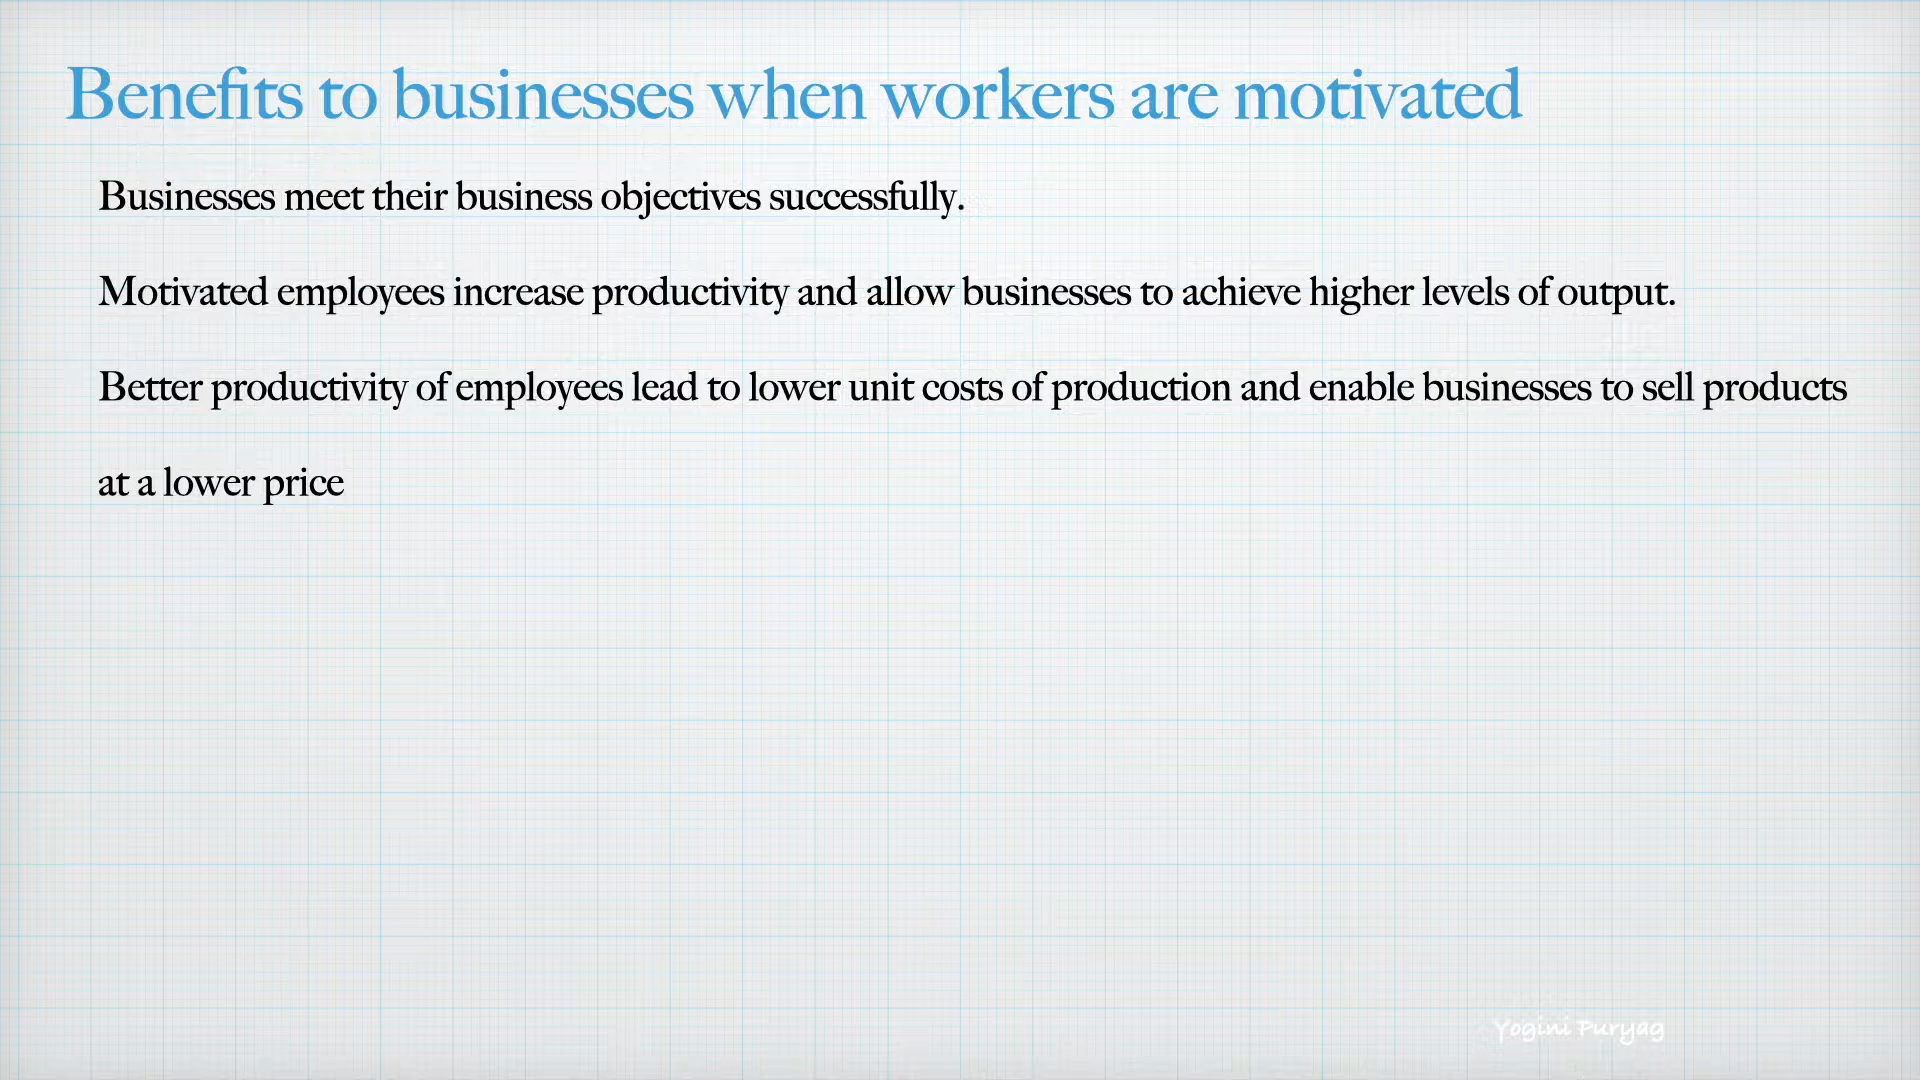 Benefits to businesses when workers are motivated
Businesses meet their business objectives successfully.
Motivated employees increase productivity and allow businesses to achieve higher levels of output.
Better productivity of employees lead to lower unit costs of production and enable businesses to sell products
at a lower price
Yogini Puryag